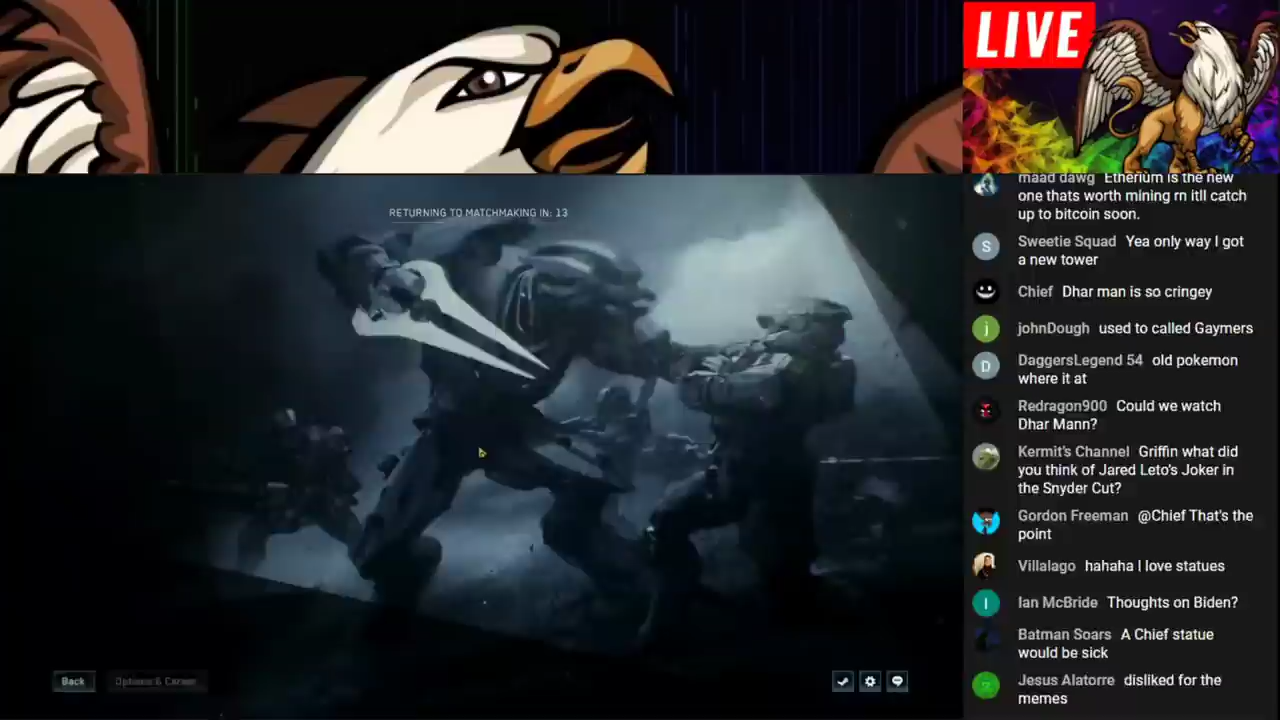 LIVE
RETURNING TO MATCHMAKING IN: 13
Back
Options & Career
maad dawg Etherium is the new
one thats worth mining rn itll catch
up to bitcoin soon.
S
Sweetie Squad Yea only way I got
a new tower
Chief Dhar man is so cringey
j
johnDough used to called Gaymers
D
DaggersLegend 54 old pokemon
where it at
Redragon900 Could we watch
Dhar Mann?
Kermit's Channel Griffin what did
you think of Jared Leto's Joker in
the Snyder Cut?
Gordon Freeman @Chief That's the
point
Villalago hahaha I love statues
I
Ian McBride Thoughts on Biden?
Batman Soars A Chief statue
would be sick
Jesus Alatorre disliked for the
memes